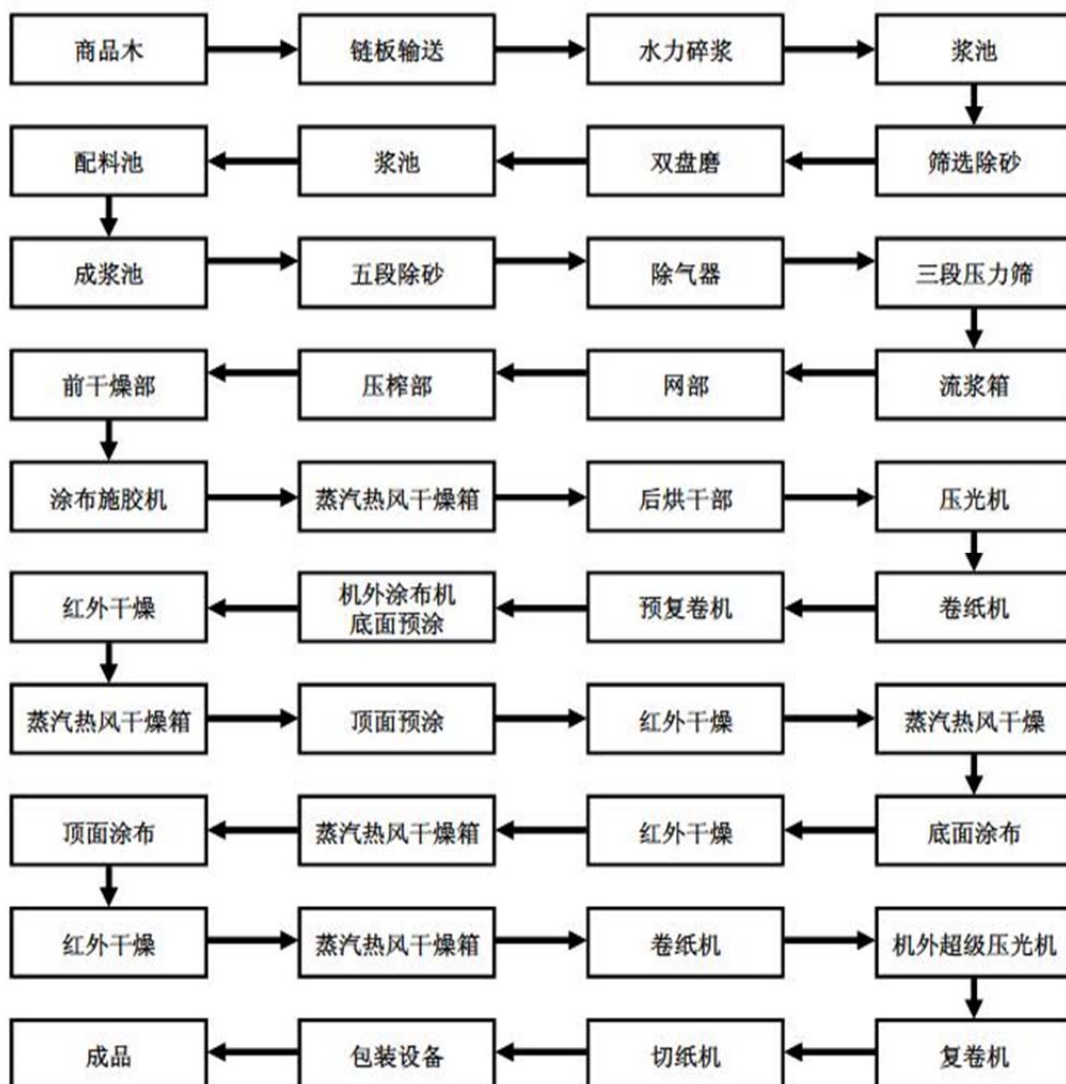 商品木
链板输送
水力碎浆
浆池
配料池
浆池
双盘磨
筛选除砂
成浆池
五段除砂
除气器
三段压力筛
前干燥部
压榨部
网部
流浆箱
涂布施胶机
蒸汽热风干燥箱
后烘干部
压光机
红外干燥
机外涂布机
底面预涂
预复卷机
卷纸机
蒸汽热风干燥箱
顶面预涂
红外干燥
蒸汽热风干燥
顶面涂布
蒸汽热风干燥箱
红外干燥
底面涂布
红外干燥
蒸汽热风干燥箱
卷纸机
机外超级压光机
成品
包装设备
切纸机
复卷机